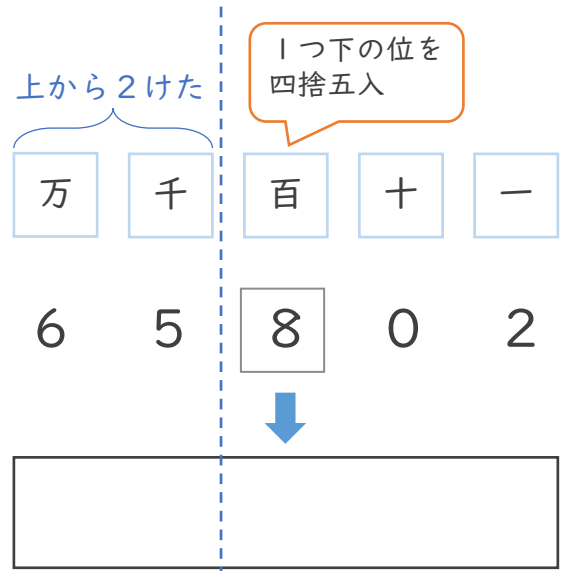 １つ下の位を
四捨五入
上から２けた
万 千 百 十 一
６ ５ ８ ０ ２